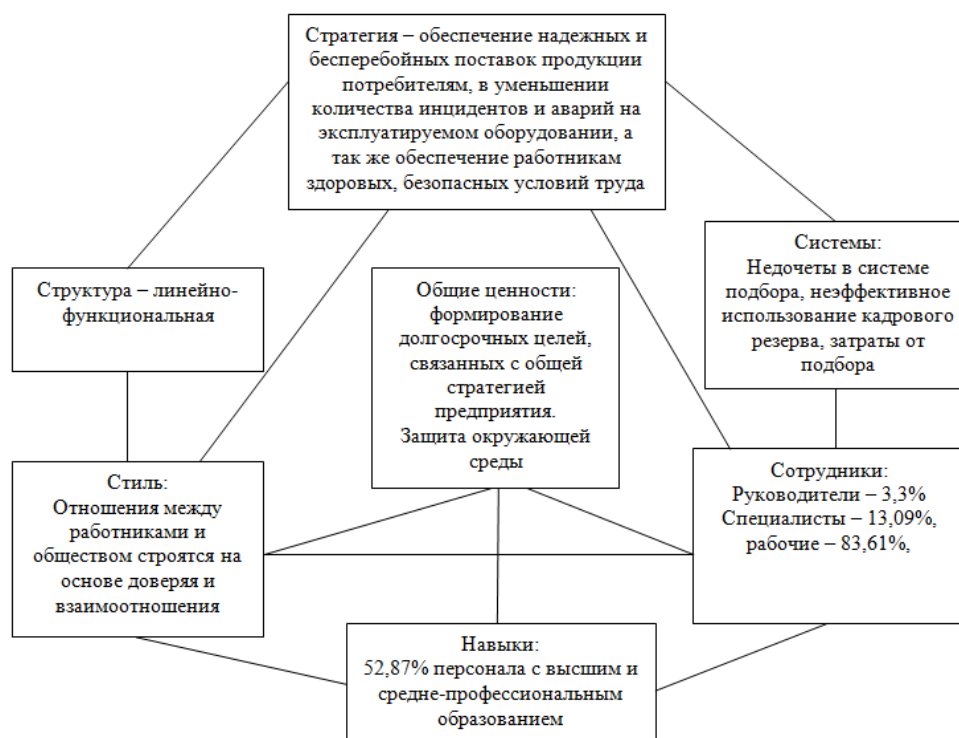 Стратегия – обеспечение надежных и
бесперебойных поставок продукции
потребителям, в уменьшении
количества инцидентов и аварий на
эксплуатируемом оборудовании, а
так же обеспечение работникам
здоровых, безопасных условий труда
Структура – линейно-
функциональная
Общие ценности:
формирование
долгосрочных целей,
связанных с общей
стратегией
предприятия.
Защита окружающей
среды
Системы:
Недочеты в системе
подбора, неэффективное
использование кадрового
резерва, затраты от
подбора
Стиль:
Отношения между
работниками и
обществом строятся на
основе доверяя и
взаимоотношения
Сотрудники:
Руководители – 3,3%
Специалисты – 13,09%,
рабочие – 83,61%,
Навыки:
52,87% персонала с высшим и
средне-профессиональным
образованием